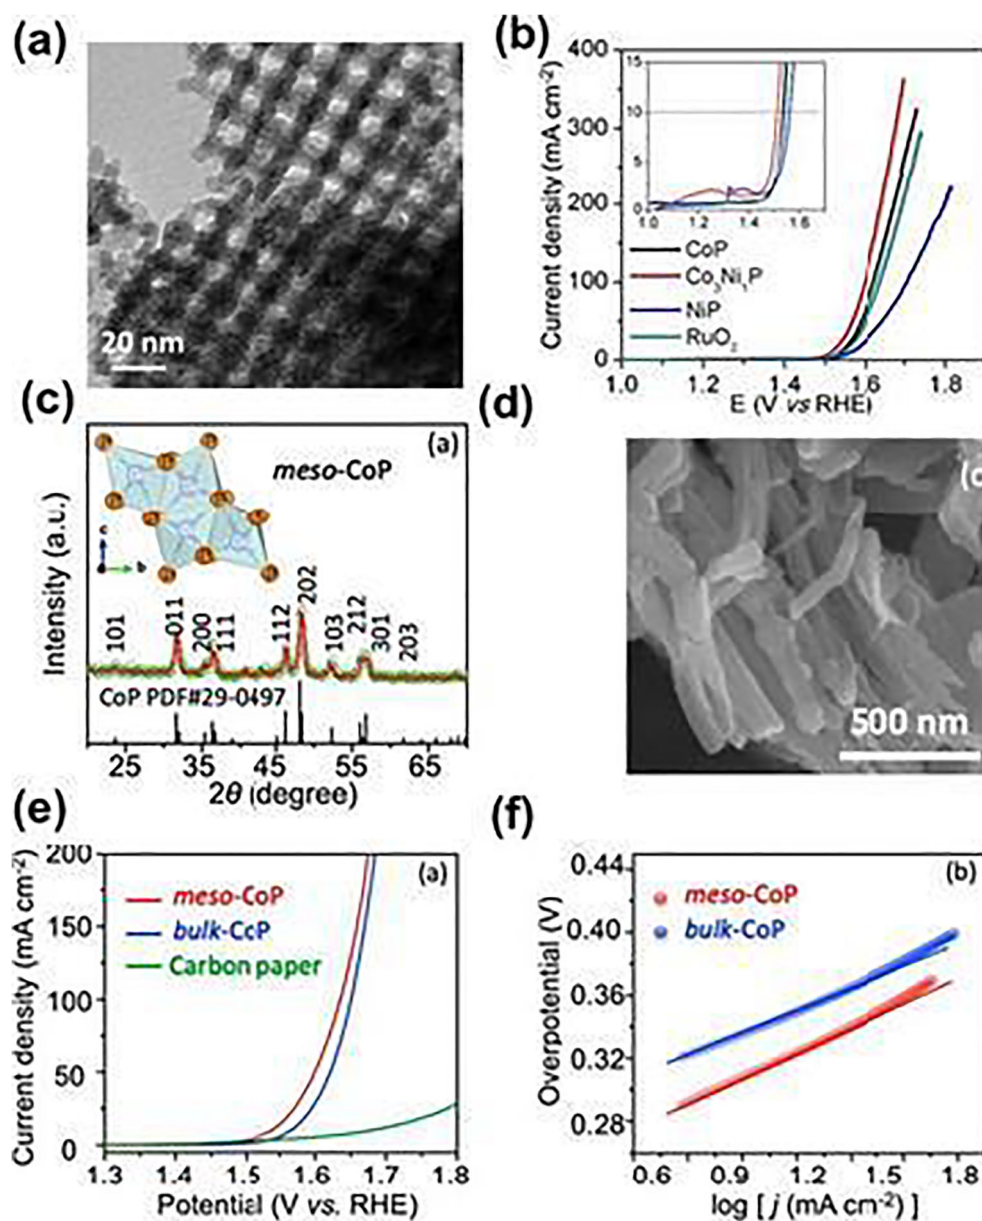 (a)
20 nm
(b)
Current density (mA cm-2)
400
300
200
100
0
15
10
5
0
1.0
1.2
1.4
1.6
CoP
Co3Ni1P
NiP
RuO2
1.0
1.2
1.4
1.6
1.8
E (V vs RHE)
(c)
(a)
meso-CoP
c
b
Intensity (a.u.)
101
011
200
111
112
202
103
212
301
203
CoP PDF#29-0497
25
35
45
55
65
2θ (degree)
(d)
500 nm
(e)
(a)
Current density (mA cm-2)
200
150
100
50
0
meso-CoP
bulk-CcP
Carbon paper
1.3
1.4
1.5
1.6
1.7
1.8
Potential (V vs. RHE)
(f)
(b)
Overpotential (V)
0.44
0.40
0.36
0.32
0.28
meso-CoP
bulk-CoP
0.6
0.9
1.2
1.5
1.8
log [ j (mA cm-2) ]